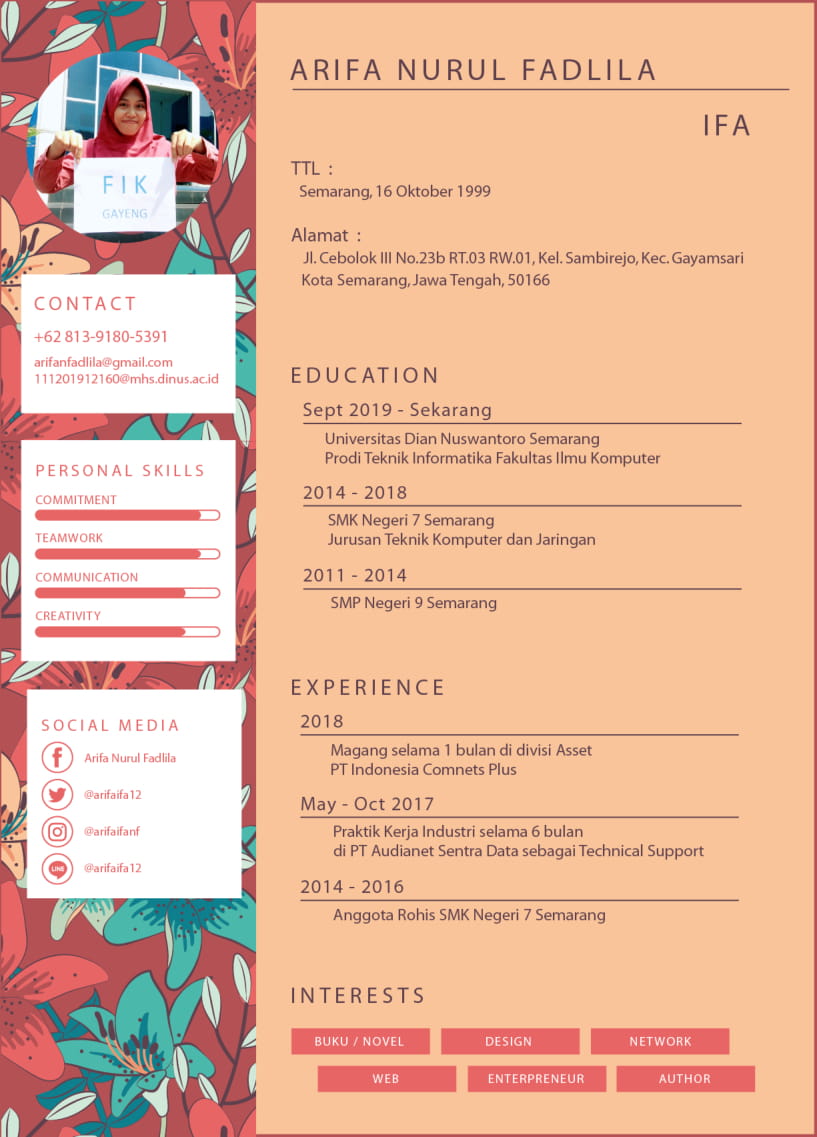 FIK
GAYENG
CONTACT
+62 813-9180-5391
arifanfadlila@gmail.com
111201912160@mhs.dinus.ac.id
PERSONAL SKILLS
COMMITMENT
TEAMWORK
COMMUNICATION
CREATIVITY
SOCIAL MEDIA
Arifa Nurul Fadlila
@arifaifa12
@arifaifanf
LINE
@arifaifa12
ARIFA NURUL FADLILA
IFA
TTL :
Semarang, 16 Oktober 1999
Alamat :
Jl. Cebolok III No.23b RT.03 RW.01, Kel. Sambirejo, Kec. Gayamsari
Kota Semarang, Jawa Tengah, 50166
EDUCATION
Sept 2019 - Sekarang
Universitas Dian Nuswantoro Semarang
Prodi Teknik Informatika Fakultas Ilmu Komputer
2014 - 2018
SMK Negeri 7 Semarang
Jurusan Teknik Komputer dan Jaringan
2011 - 2014
SMP Negeri 9 Semarang
EXPERIENCE
2018
Magang selama 1 bulan di divisi Asset
PT Indonesia Comnets Plus
May - Oct 2017
Praktik Kerja Industri selama 6 bulan
di PT Audianet Sentra Data sebagai Technical Support
2014 - 2016
Anggota Rohis SMK Negeri 7 Semarang
INTERESTS
BUKU / NOVEL DESIGN NETWORK
WEB ENTERPRENEUR AUTHOR